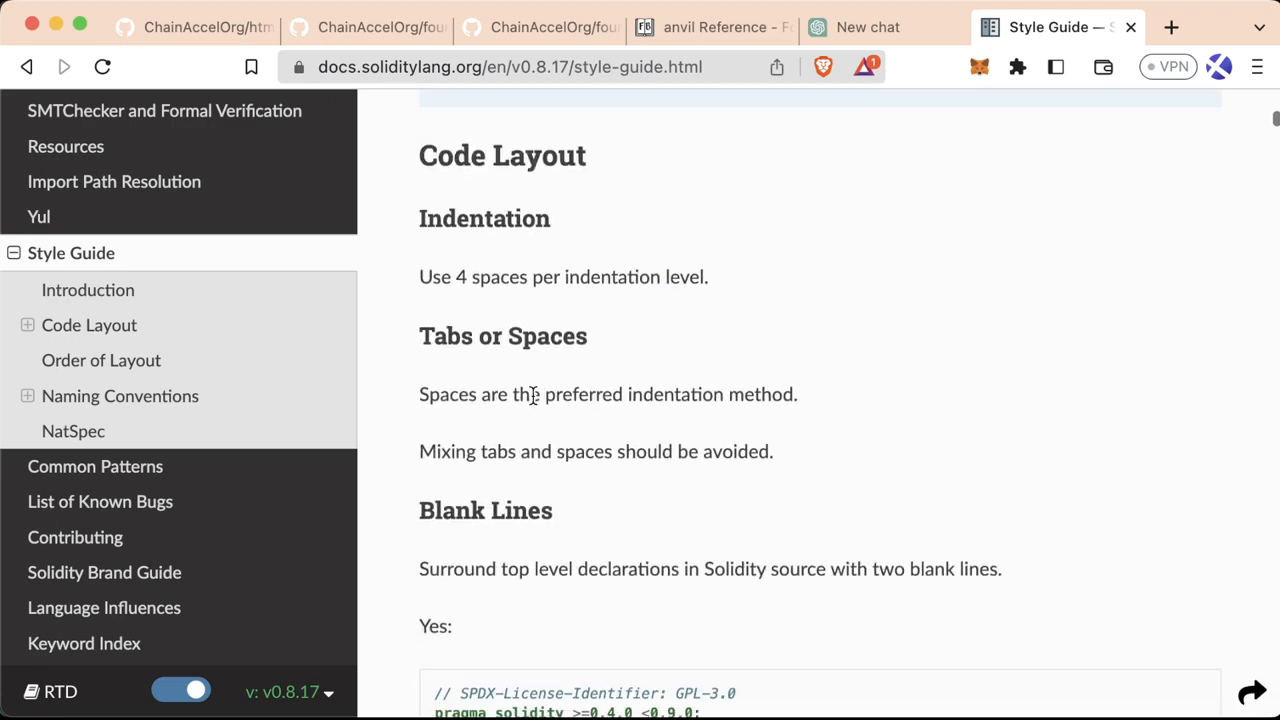 ChainAccelOrg/htm
ChainAccelOrg/fou
ChainAccelOrg/fou
anvil Reference - Fo
New chat
Style Guide — S
docs.soliditylang.org/en/v0.8.17/style-guide.html
1
VPN
SMTChecker and Formal Verification
Resources
Import Path Resolution
Yul
Style Guide
Introduction
Code Layout
Order of Layout
Naming Conventions
NatSpec
Common Patterns
List of Known Bugs
Contributing
Solidity Brand Guide
Language Influences
Keyword Index
RTD
v: v0.8.17
Code Layout
Indentation
Use 4 spaces per indentation level.
Tabs or Spaces
Spaces are the preferred indentation method.
Mixing tabs and spaces should be avoided.
Blank Lines
Surround top level declarations in Solidity source with two blank lines.
Yes:
// SPDX-License-Identifier: GPL-3.0
pragma solidity >=0.4.0 <0.9.0;